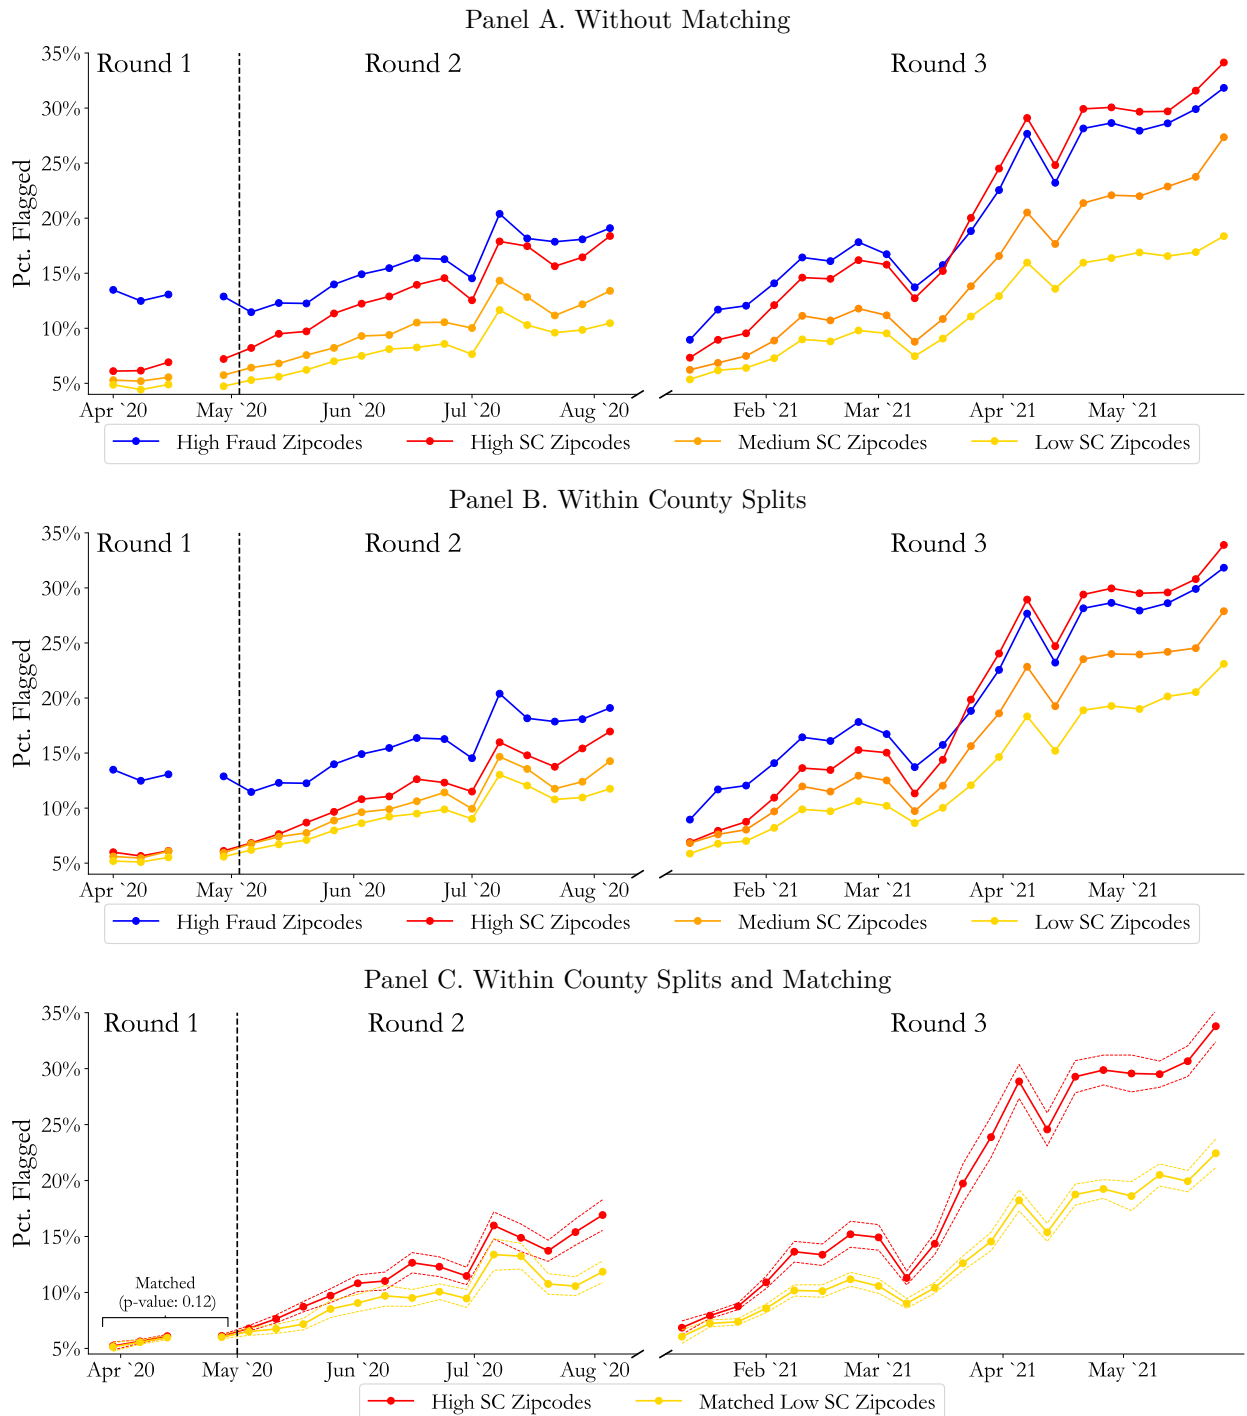 Panel A. Without Matching
35%
30%
25%
20%
15%
10%
5%
Pct. Flagged
Round 1
Round 2
Round 3
Apr `20
May `20
Jun `20
Jul `20
Aug `20
Feb `21
Mar `21
Apr `21
May `21
High Fraud Zipcodes
High SC Zipcodes
Medium SC Zipcodes
Low SC Zipcodes
Panel B. Within County Splits
35%
30%
25%
20%
15%
10%
5%
Pct. Flagged
Round 1
Round 2
Round 3
Apr `20
May `20
Jun `20
Jul `20
Aug `20
Feb `21
Mar `21
Apr `21
May `21
High Fraud Zipcodes
High SC Zipcodes
Medium SC Zipcodes
Low SC Zipcodes
Panel C. Within County Splits and Matching
35%
30%
25%
20%
15%
10%
5%
Pct. Flagged
Round 1
Round 2
Round 3
Matched
(p-value: 0.12)
Apr `20
May `20
Jun `20
Jul `20
Aug `20
Feb `21
Mar `21
Apr `21
May `21
High SC Zipcodes
Matched Low SC Zipcodes